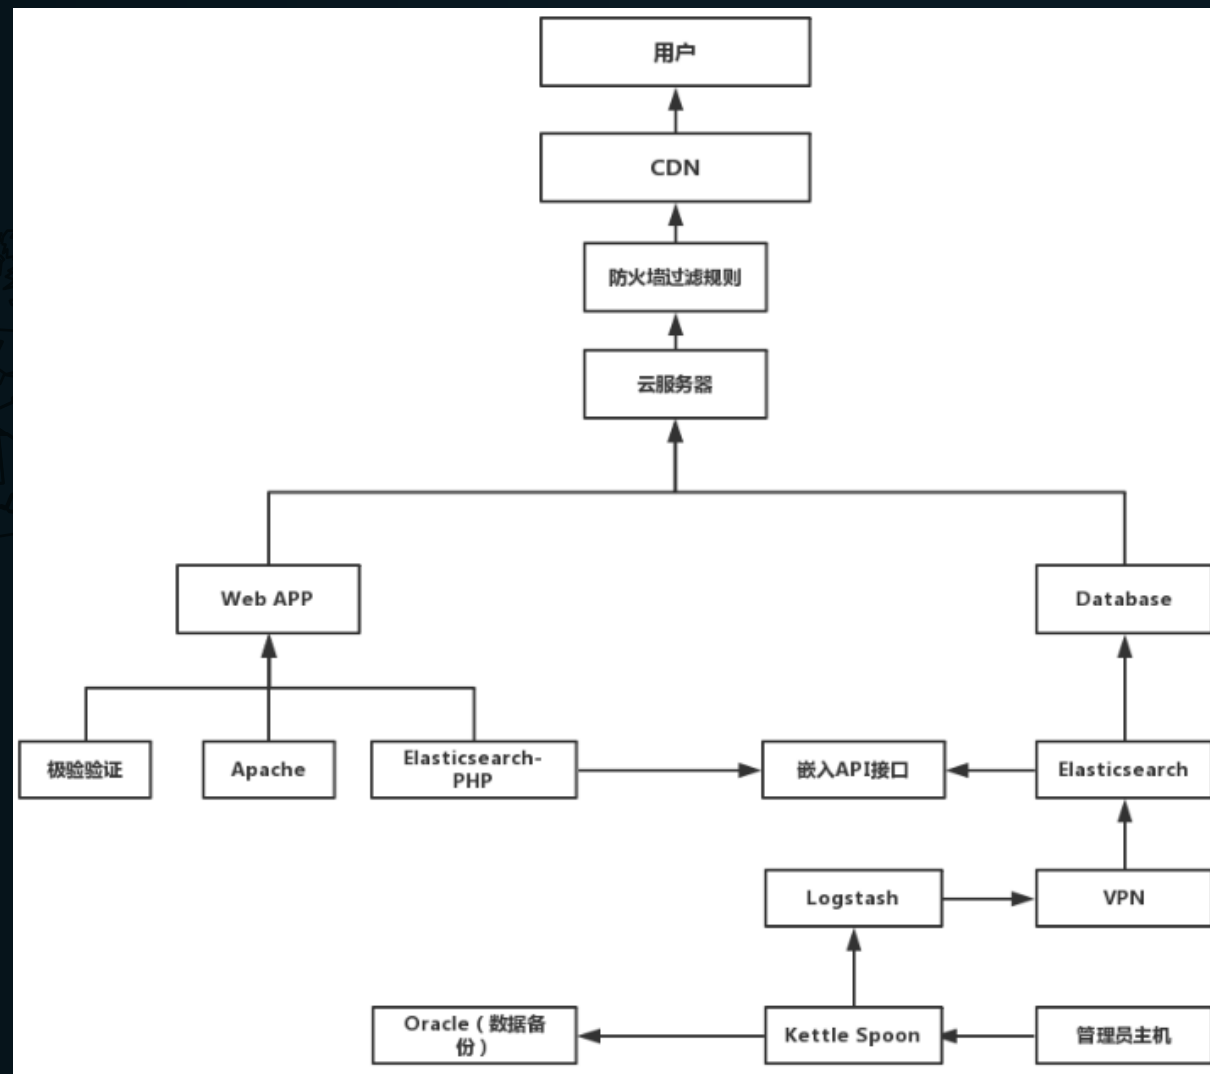 用户
CDN
防火墙过滤规则
云服务器
Web APP
Database
极验验证
Apache
Elasticsearch-
PHP
嵌入API接口
Elasticsearch
Logstash
VPN
Oracle（数据备
份）
Kettle Spoon
管理员主机